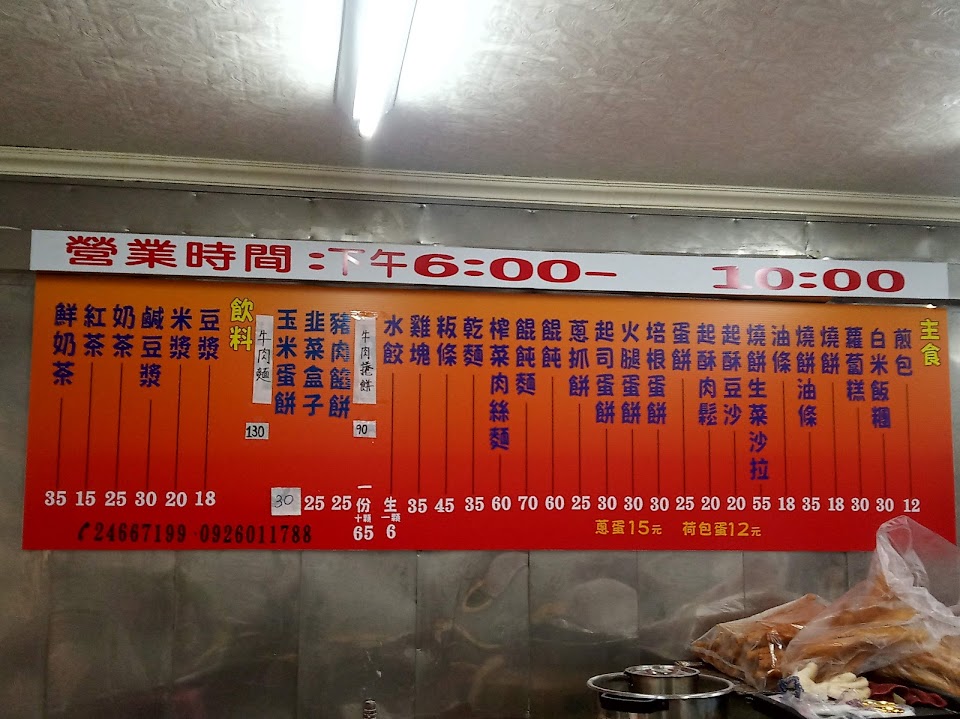 營業時間:下午6:00－ 10:00
主食
煎包 12
白米飯糰 30
蘿蔔糕 30
燒餅 18
燒餅油條 35
油條 18
燒餅生菜沙拉 55
起酥豆沙 20
起酥肉鬆 20
蛋餅 25
培根蛋餅 30
火腿蛋餅 30
起司蛋餅 30
蔥抓餅 25
餛飩 60
餛飩麵 70
榨菜肉絲麵 60
乾麵 35
粄條 45
雞塊 35
水餃
生一顆 6
一份十顆 65
牛肉捲餅 90
豬肉餡餅 25
韭菜盒子 25
玉米蛋餅 30
牛肉麵 130
飲料
豆漿 18
米漿 20
鹹豆漿 30
奶茶 25
紅茶 15
鮮奶茶 35
蔥蛋15元 荷包蛋12元
24667199·0926011788